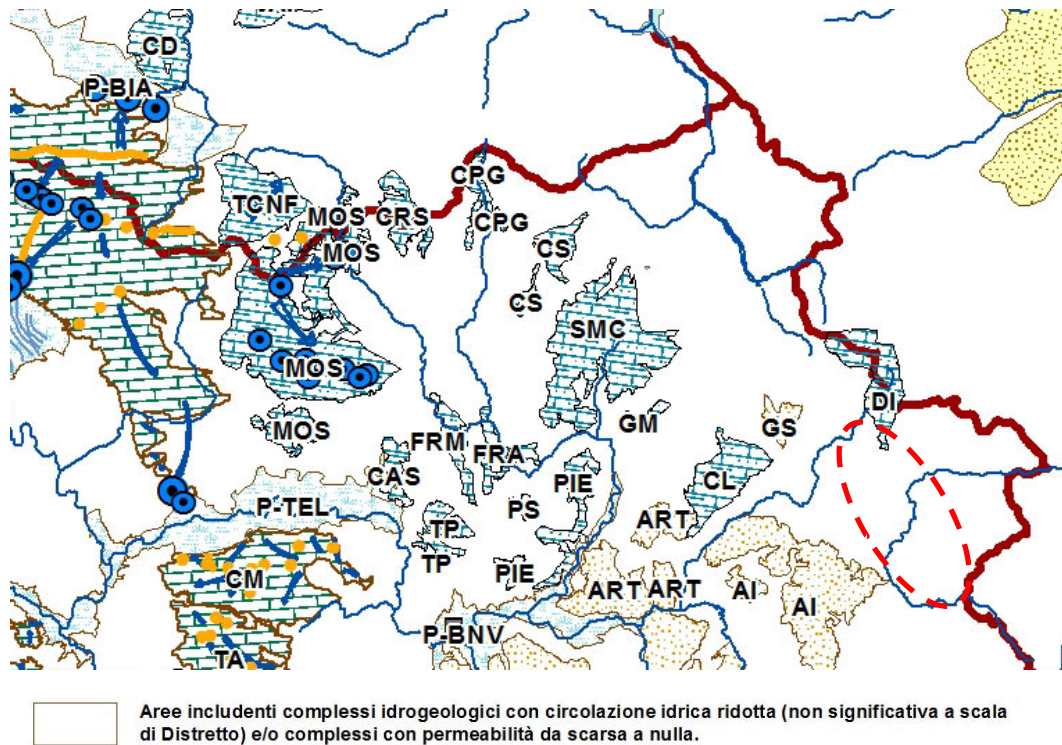 CD
P-BIA
CPG
TCNF
MOS
CRS
CPG
MOS
CS
CS
SMC
MOS
DI
MOS
FRM
GM
GS
FRA
CAS
PIE
CL
P-TEL
PS
TP
ART
TP
PIE
CM
ART
ART
AI
AI
P-BNV
TA
Aree includenti complessi idrogeologici con circolazione idrica ridotta (non significativa a scala
di Distretto) e/o complessi con permeabilità da scarsa a nulla.